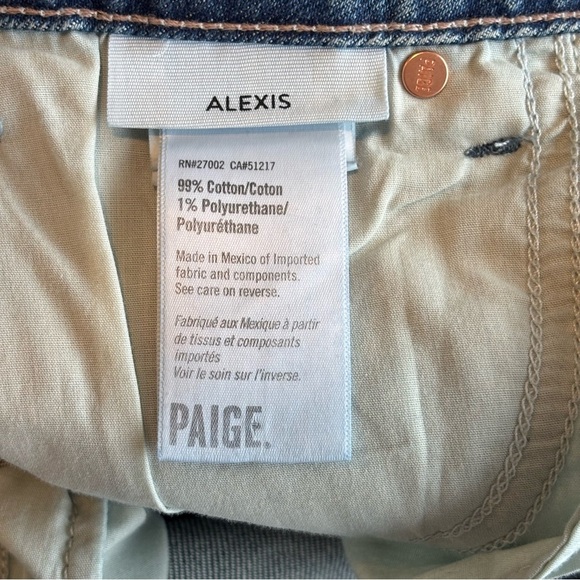 ALEXIS
PAIGE
RN#27002 CA#51217
99% Cotton/Coton
1% Polyurethane/
Polyuréthane
Made in Mexico of Imported
fabric and components.
See care on reverse.
Fabriqué aux Mexique à partir
de tissus et composants
importés
Voir le soin sur l'inverse.
PAIGE.